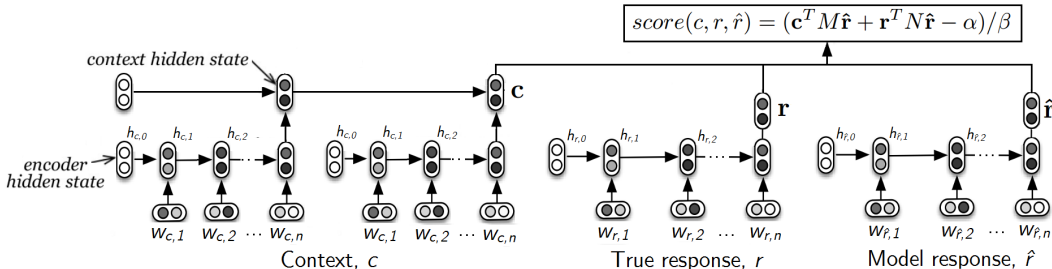 score(c, r, r̂) = (c^T M r̂ + r^T N r̂ − α)/β
context hidden state
c
r
r̂
h_{c,0} h_{c,1} h_{c,2} h_{c,0} h_{c,1} h_{c,2} h_{r,0} h_{r,1} h_{r,2} h_{r̂,0} h_{r̂,1} h_{r̂,2}
encoder
hidden state
w_{c,1} w_{c,2} ... w_{c,n} w_{c,1} w_{c,2} ... w_{c,n} w_{r,1} w_{r,2} ... w_{r,n} w_{r̂,1} w_{r̂,2} ... w_{r̂,n}
Context, c True response, r Model response, r̂